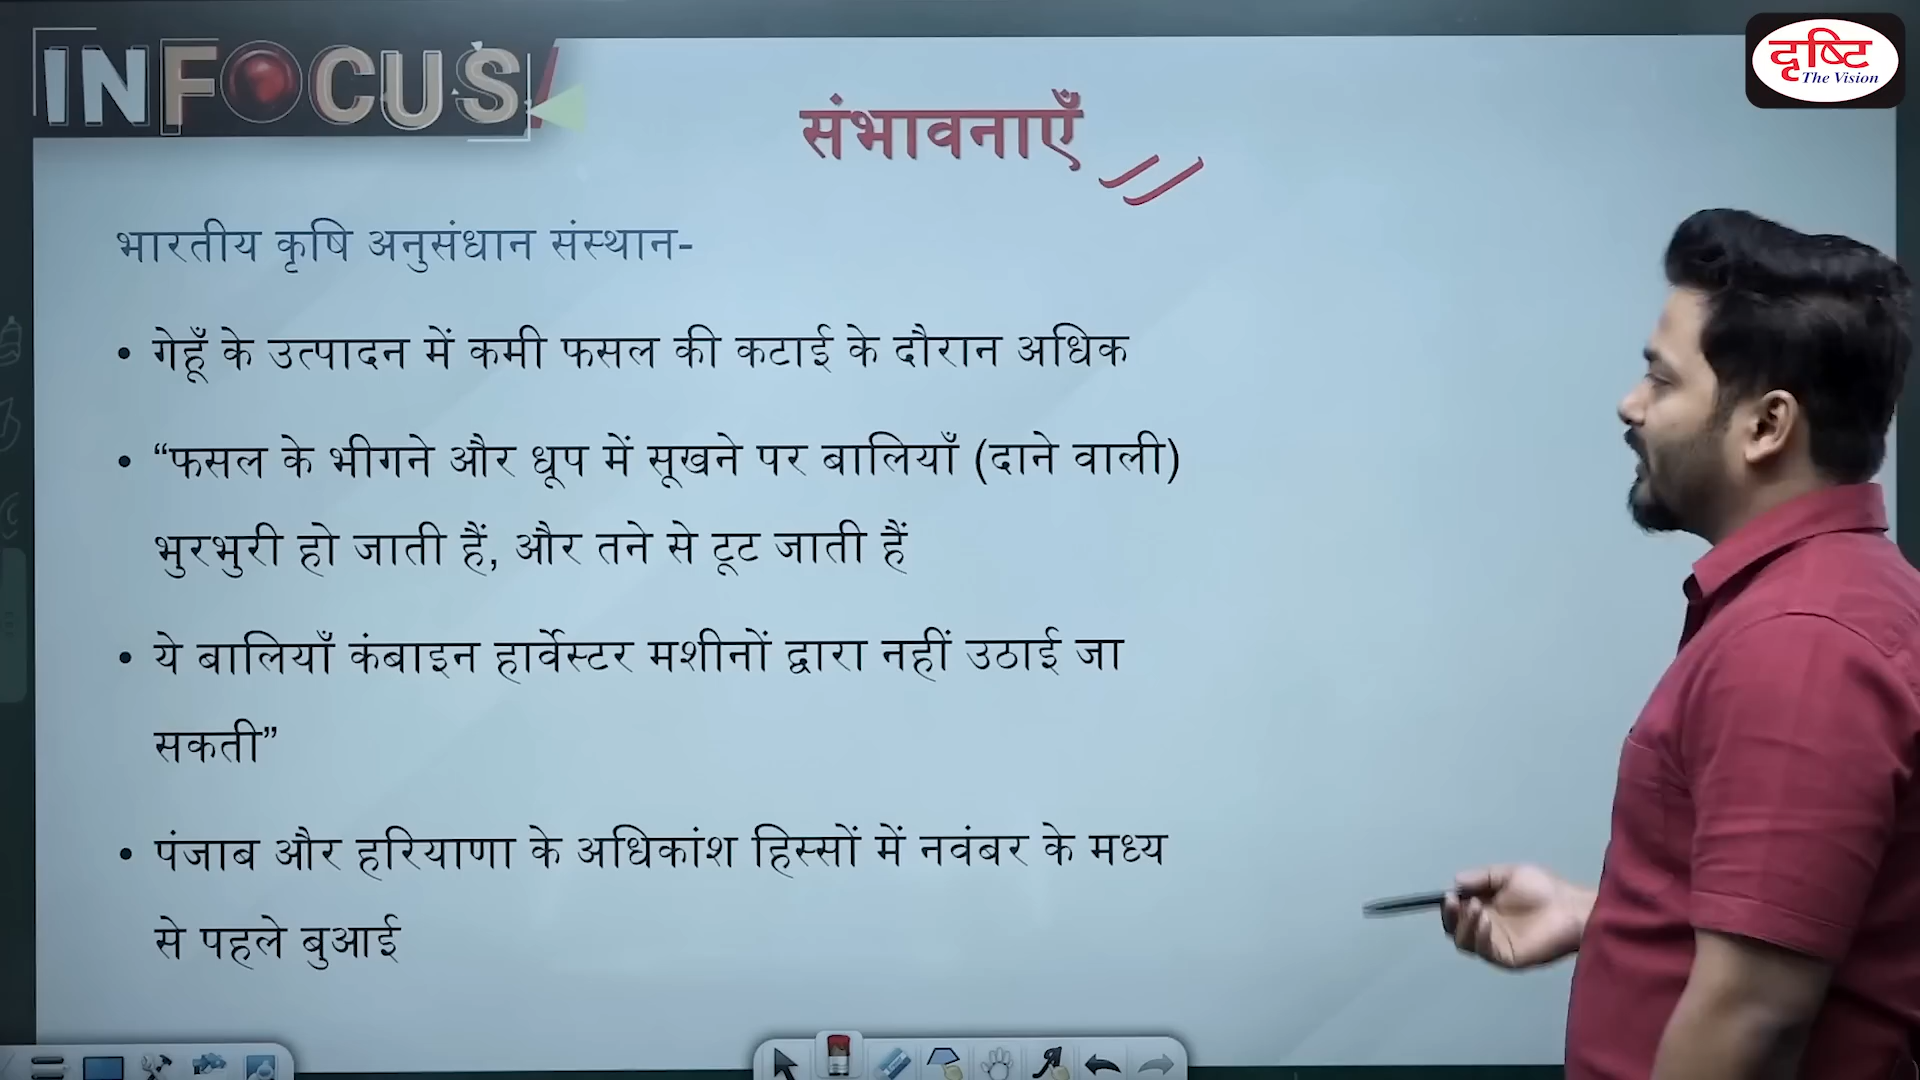 INFOCUS
दृष्टि
The Vision
संभावनाएँ
भारतीय कृषि अनुसंधान संस्थान-
• गेहूँ के उत्पादन में कमी फसल की कटाई के दौरान अधिक
• “फसल के भीगने और धूप में सूखने पर बालियाँ (दाने वाली)
भुरभुरी हो जाती हैं, और तने से टूट जाती हैं
• ये बालियाँ कंबाइन हार्वेस्टर मशीनों द्वारा नहीं उठाई जा
सकती”
• पंजाब और हरियाणा के अधिकांश हिस्सों में नवंबर के मध्य
से पहले बुआई